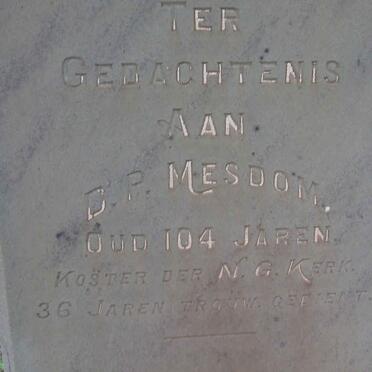 TER
GEDACHTENIS
AAN
D. P. MESDOM.
OUD 104 JAREN.
KOSTER DER N. G. KERK.
36 JAREN TROUW GEDIENT.